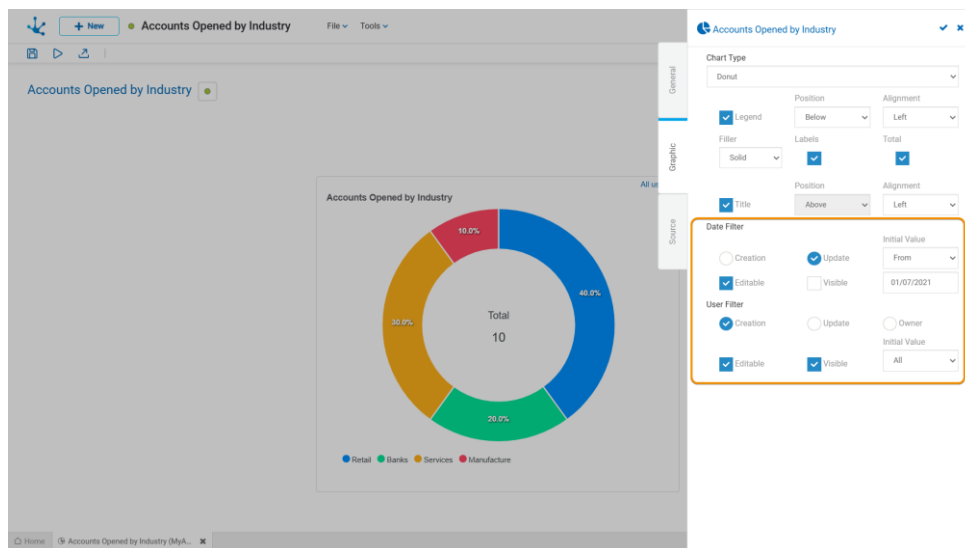 + New
Accounts Opened by Industry
File
Tools
Accounts Opened by Industry
All us
Accounts Opened by Industry
10.0%
40.0%
30.0%
20.0%
Total
10
Retail Banks Services Manufacture
Home
Accounts Opened by Industry (MyA...
General
Graphic
Source
Accounts Opened by Industry
Chart Type
Donut
Position Alignment
Legend Below Left
Filler Labels Total
Solid
Position Alignment
Title Above Left
Date Filter
Initial Value
Creation Update From
Editable Visible 01/07/2021
User Filter
Creation Update Owner
Initial Value
Editable Visible All